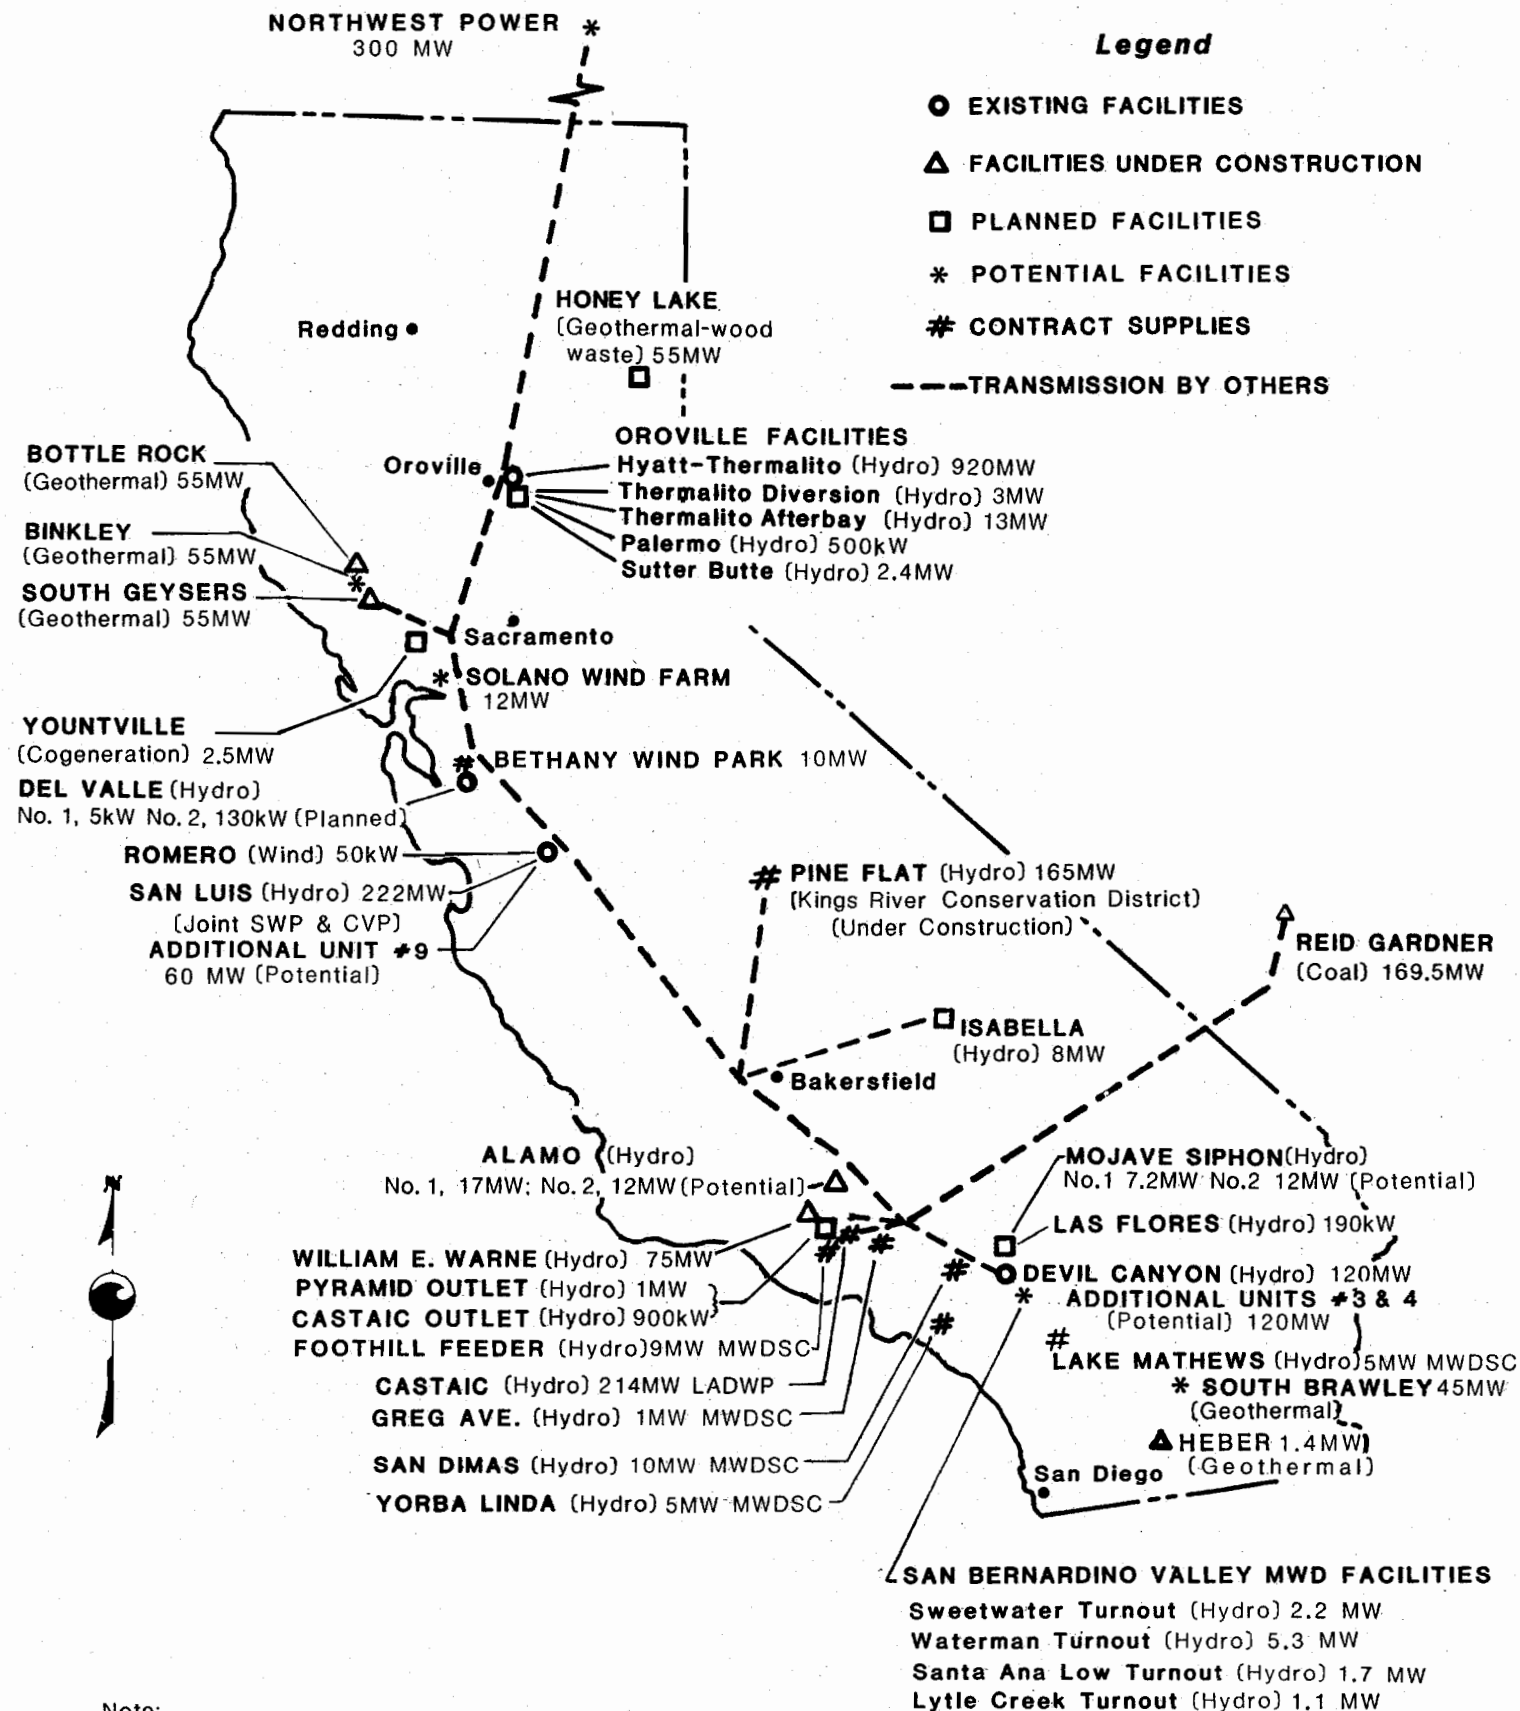 NORTHWEST POWER *
300 MW
Legend
EXISTING FACILITIES
FACILITIES UNDER CONSTRUCTION
PLANNED FACILITIES
* POTENTIAL FACILITIES
# CONTRACT SUPPLIES
TRANSMISSION BY OTHERS
HONEY LAKE
(Geothermal-wood
waste) 55MW
Redding
OROVILLE FACILITIES
Oroville
Hyatt-Thermalito (Hydro) 920MW
Thermalito Diversion (Hydro) 3MW
Thermalito Afterbay (Hydro) 13MW
Palermo (Hydro) 500kW
Sutter Butte (Hydro) 2.4MW
BOTTLE ROCK
(Geothermal) 55MW
BINKLEY
(Geothermal) 55MW
*
SOUTH GEYSERS
(Geothermal) 55MW
Sacramento
* SOLANO WIND FARM
12MW
YOUNTVILLE
(Cogeneration) 2.5MW
# BETHANY WIND PARK 10MW
DEL VALLE (Hydro)
No. 1, 5kW No. 2, 130kW (Planned)
ROMERO (Wind) 50kW
SAN LUIS (Hydro) 222MW
(Joint SWP & CVP)
ADDITIONAL UNIT #9
60 MW (Potential)
# PINE FLAT (Hydro) 165MW
(Kings River Conservation District)
(Under Construction)
REID GARDNER
(Coal) 169.5MW
ISABELLA
(Hydro) 8MW
Bakersfield
ALAMO (Hydro)
No. 1, 17MW; No. 2, 12MW (Potential)
MOJAVE SIPHON (Hydro)
No.1 7.2MW No.2 12MW (Potential)
LAS FLORES (Hydro) 190kW
N
WILLIAM E. WARNE (Hydro) 75MW
PYRAMID OUTLET (Hydro) 1MW
CASTAIC OUTLET (Hydro) 900kW
FOOTHILL FEEDER (Hydro) 9MW MWDSC
CASTAIC (Hydro) 214MW LADWP
GREG AVE. (Hydro) 1MW MWDSC
SAN DIMAS (Hydro) 10MW MWDSC
YORBA LINDA (Hydro) 5MW MWDSC
# # # # #
DEVIL CANYON (Hydro) 120MW
* ADDITIONAL UNITS #3 & 4
(Potential) 120MW
#
LAKE MATHEWS (Hydro) 5MW MWDSC
* SOUTH BRAWLEY 45MW
(Geothermal)
HEBER 1.4MW
(Geothermal)
San Diego
SAN BERNARDINO VALLEY MWD FACILITIES
Sweetwater Turnout (Hydro) 2.2 MW
Waterman Turnout (Hydro) 5.3 MW
Santa Ana Low Turnout (Hydro) 1.7 MW
Lytle Creek Turnout (Hydro) 1.1 MW
Note: